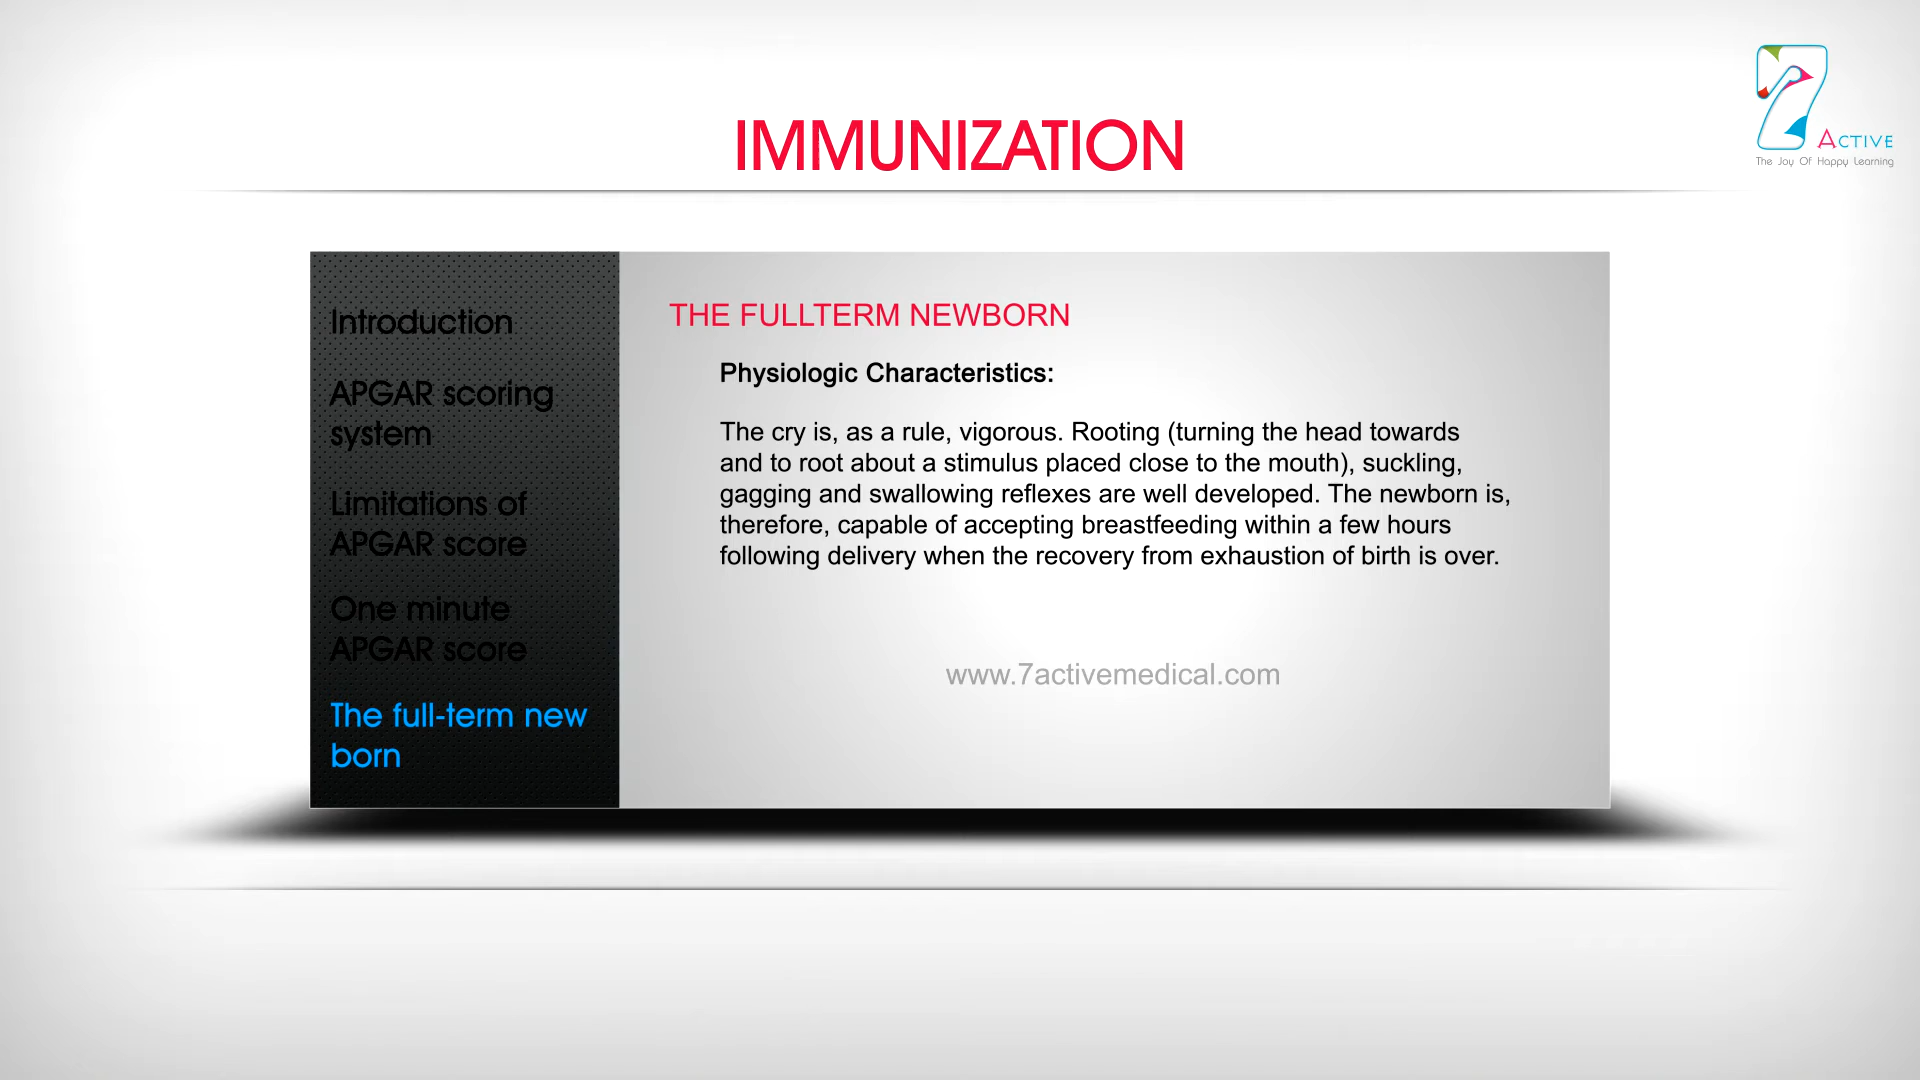 IMMUNIZATION
7
ACTIVE
The Joy Of Happy Learning
Introduction
APGAR scoring
system
Limitations of
APGAR score
One minute
APGAR score
The full-term new
born
THE FULLTERM NEWBORN
Physiologic Characteristics:
The cry is, as a rule, vigorous. Rooting (turning the head towards
and to root about a stimulus placed close to the mouth), suckling,
gagging and swallowing reflexes are well developed. The newborn is,
therefore, capable of accepting breastfeeding within a few hours
following delivery when the recovery from exhaustion of birth is over.
www.7activemedical.com